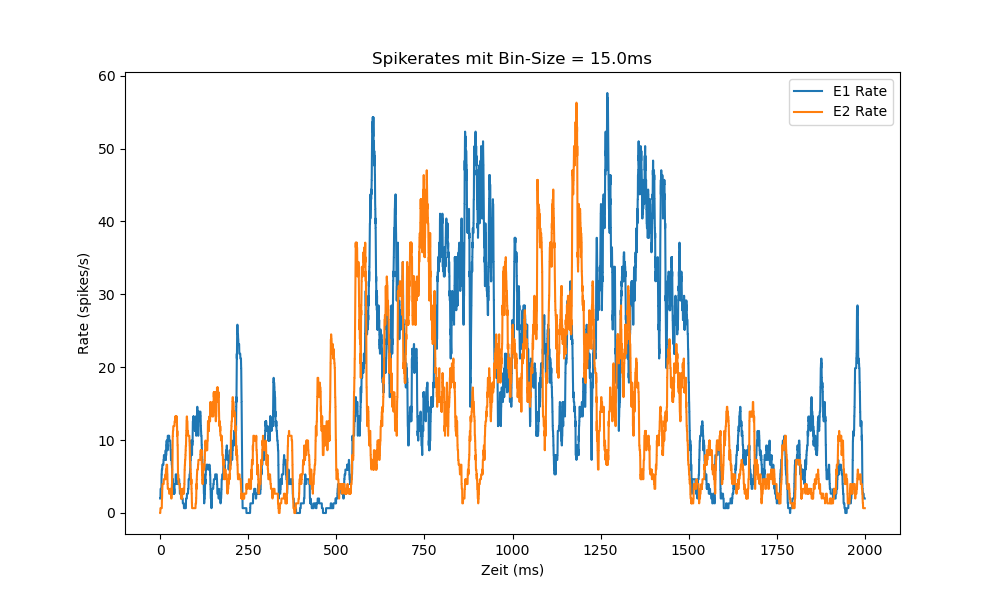 Spikerates mit Bin-Size = 15.0ms
E1 Rate
E2 Rate
Rate (spikes/s)
60
50
40
30
20
10
0
0 250 500 750 1000 1250 1500 1750 2000
Zeit (ms)